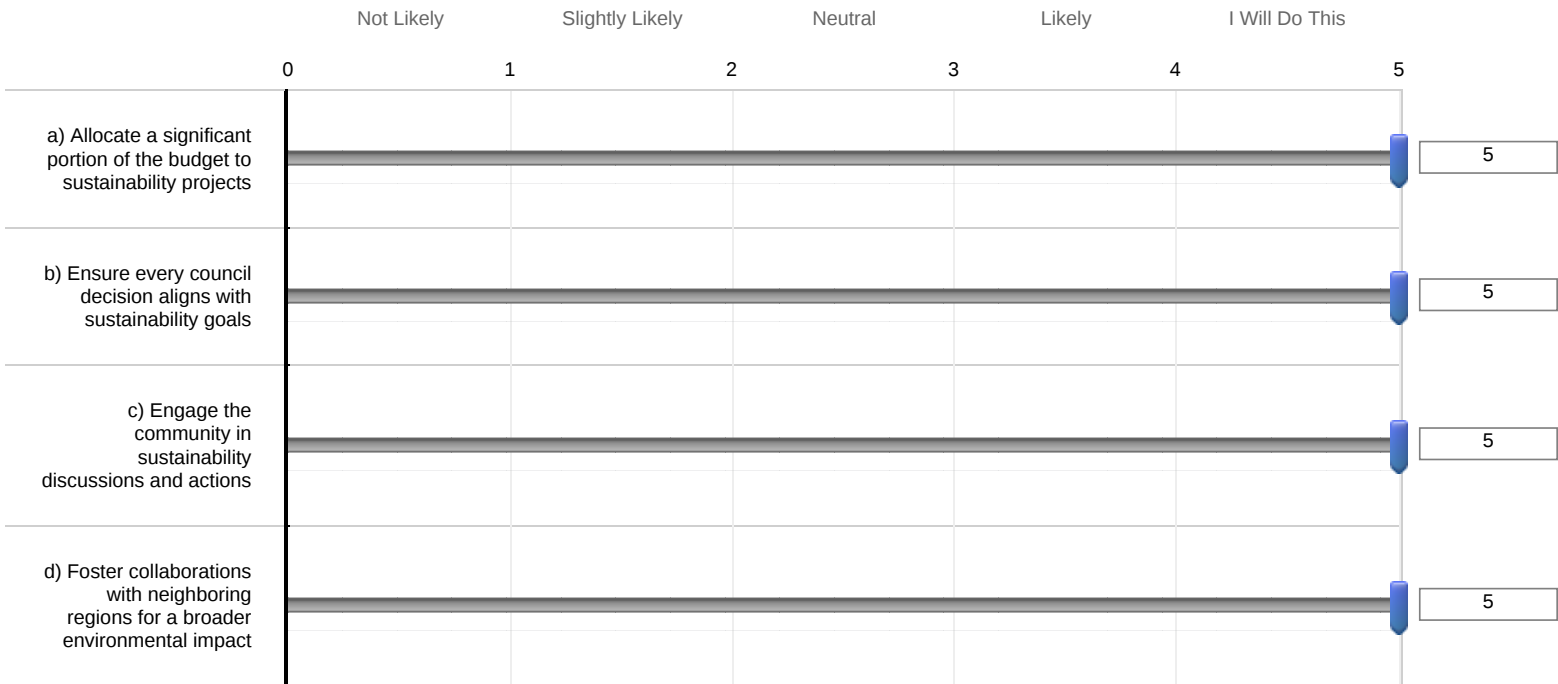 Not Likely Slightly Likely Neutral Likely I Will Do This
0 1 2 3 4 5
a) Allocate a significant
portion of the budget to
sustainability projects
5
b) Ensure every council
decision aligns with
sustainability goals
5
c) Engage the
community in
sustainability
discussions and actions
5
d) Foster collaborations
with neighboring
regions for a broader
environmental impact
5